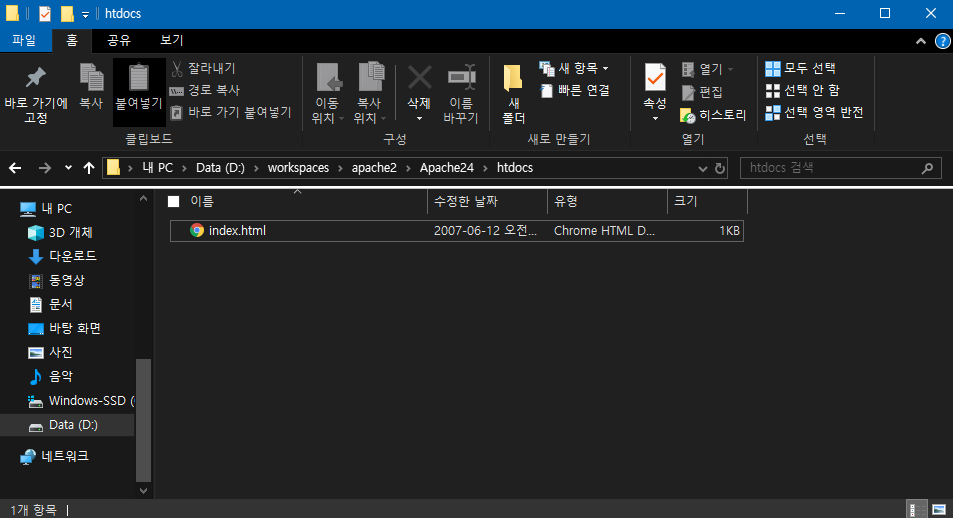 htdocs
파일 홈 공유 보기
바로 가기에
고정
복사
붙여넣기
잘라내기
경로 복사
바로 가기 붙여넣기
클립보드
이동
위치
복사
위치
삭제
이름
바꾸기
구성
새
폴더
새 항목
빠른 연결
새로 만들기
속성
열기
편집
히스토리
열기
모두 선택
선택 안 함
선택 영역 반전
선택
내 PC > Data (D:) > workspaces > apache2 > Apache24 > htdocs
htdocs 검색
내 PC
3D 개체
다운로드
동영상
문서
바탕 화면
사진
음악
Windows-SSD (
Data (D:)
네트워크
이름 수정한 날짜 유형 크기
index.html 2007-06-12 오전... Chrome HTML D... 1KB
1개 항목